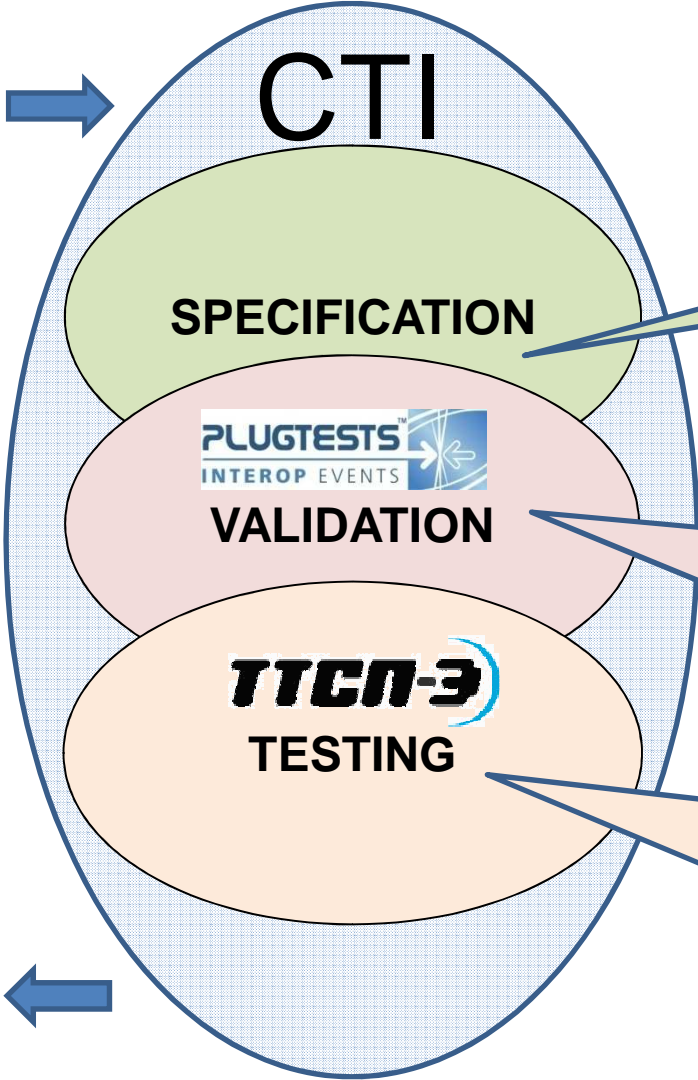 CTI
SPECIFICATION
PLUGTESTS™
INTEROP EVENTS
VALIDATION
TTCN-3
TESTING